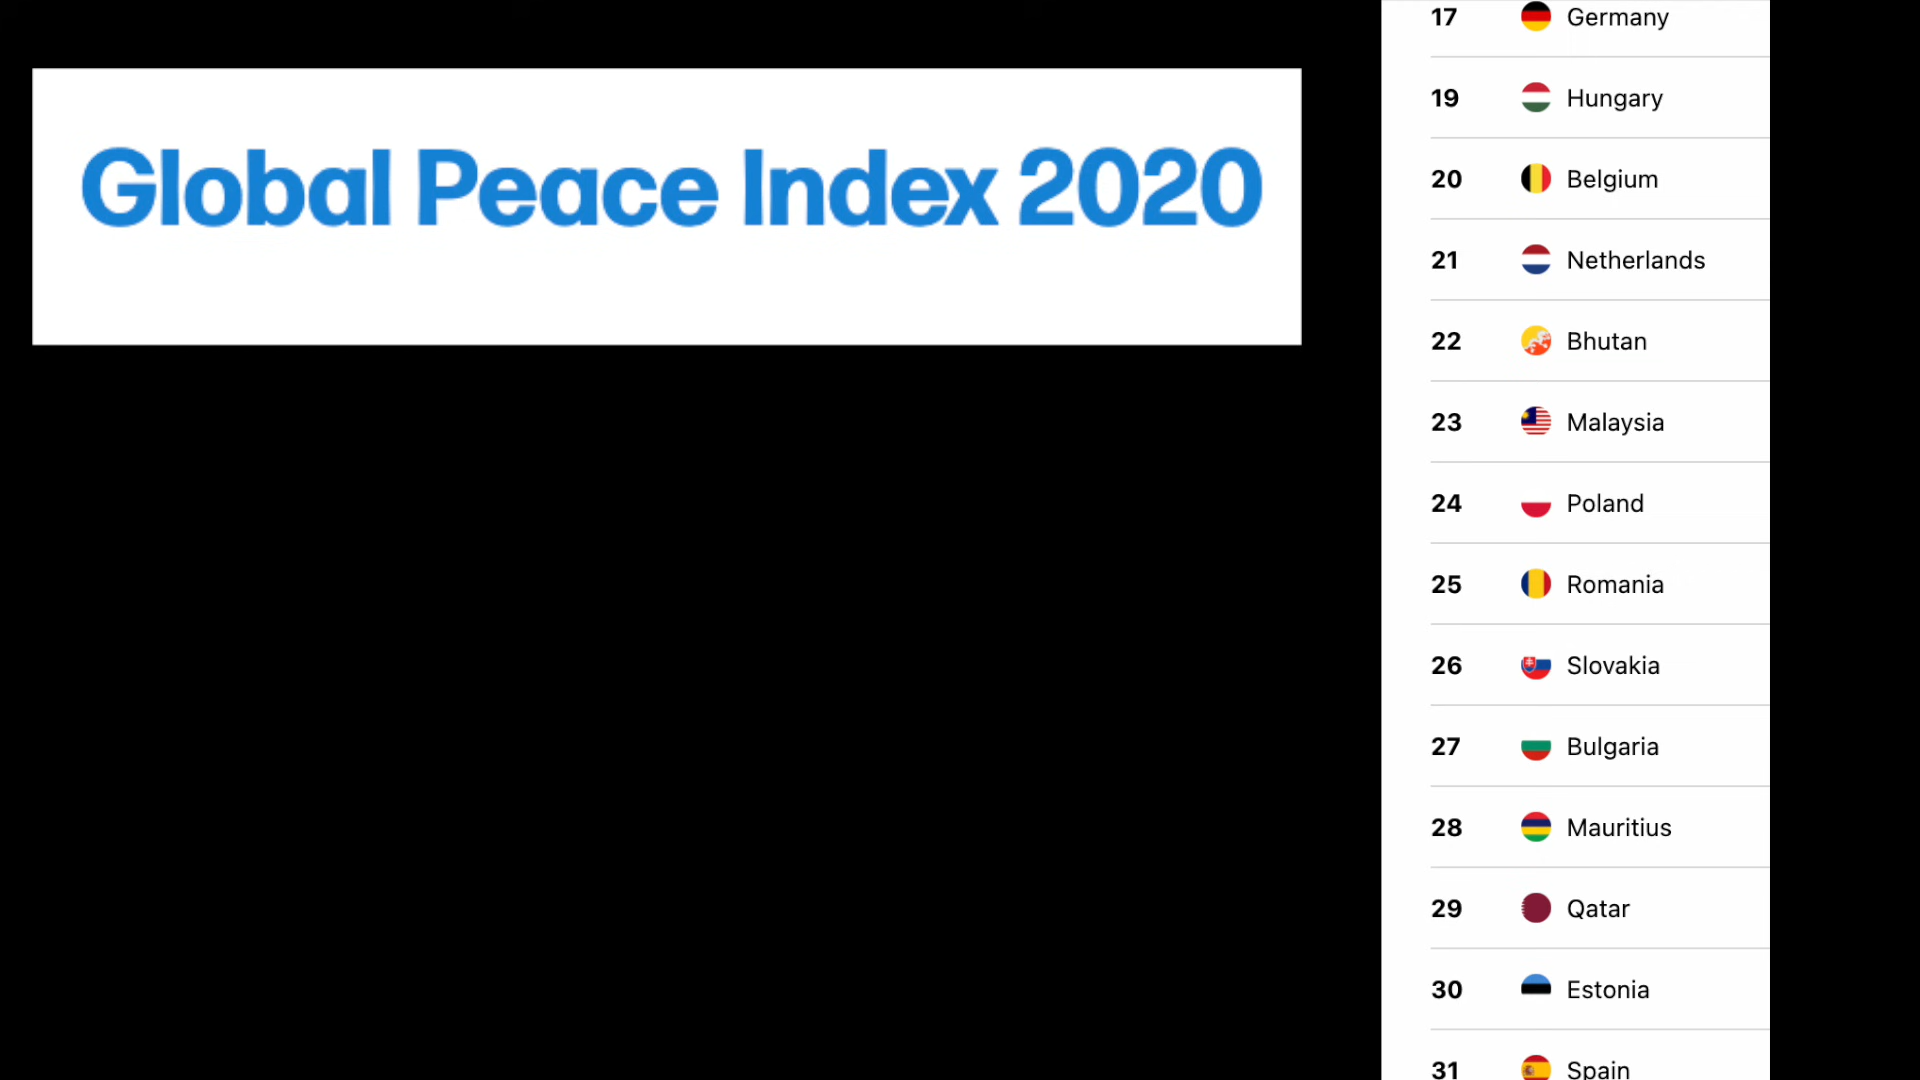 Global Peace Index 2020
17 Germany
19 Hungary
20 Belgium
21 Netherlands
22 Bhutan
23 Malaysia
24 Poland
25 Romania
26 Slovakia
27 Bulgaria
28 Mauritius
29 Qatar
30 Estonia
31 Spain